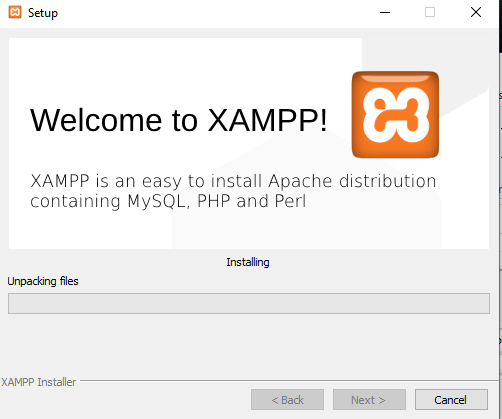 Setup
Welcome to XAMPP!
XAMPP is an easy to install Apache distribution
containing MySQL, PHP and Perl
Installing
Unpacking files
XAMPP Installer
< Back
Next >
Cancel